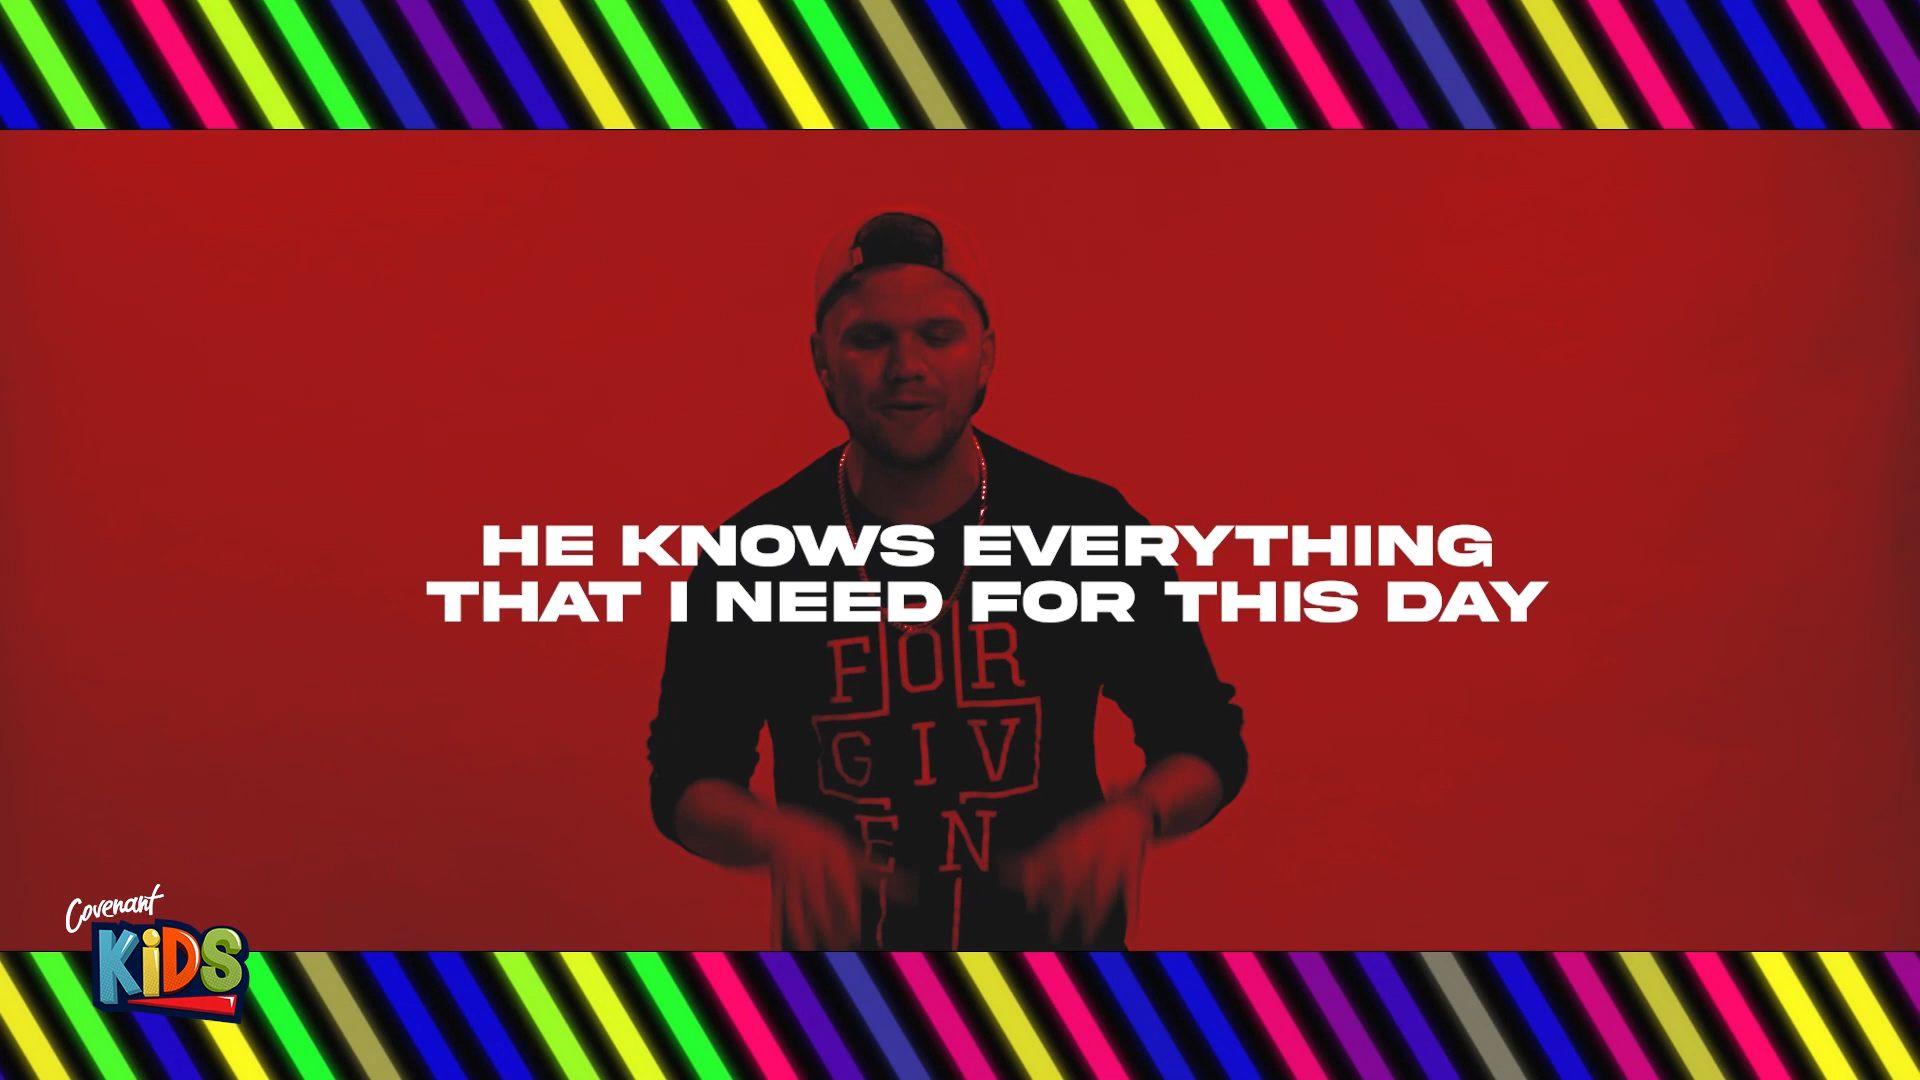 HE KNOWS EVERYTHING
THAT I NEED FOR THIS DAY
FOR
GIV
EN
Covenant
KiDS